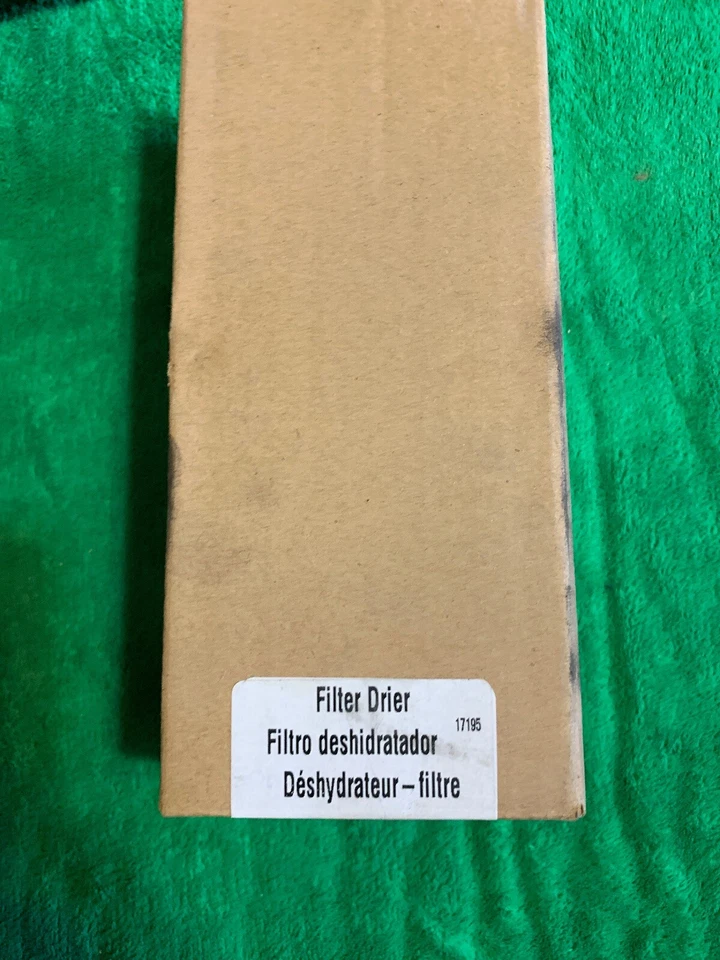 Filter Drier
17195
Filtro deshidratador
Déshydrateur – filtre